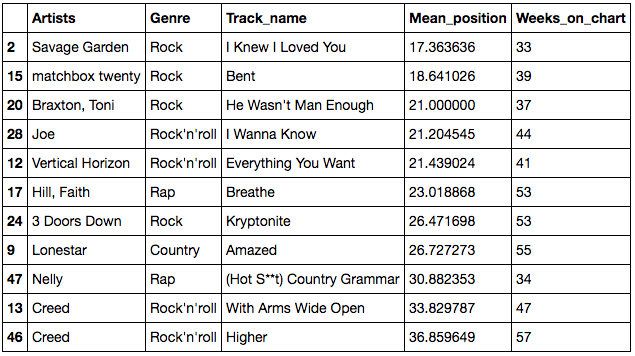 Artists Genre Track_name Mean_position Weeks_on_chart
2 Savage Garden Rock I Knew I Loved You 17.363636 33
15 matchbox twenty Rock Bent 18.641026 39
20 Braxton, Toni Rock He Wasn't Man Enough 21.000000 37
28 Joe Rock'n'roll I Wanna Know 21.204545 44
12 Vertical Horizon Rock'n'roll Everything You Want 21.439024 41
17 Hill, Faith Rap Breathe 23.018868 53
24 3 Doors Down Rock Kryptonite 26.471698 53
9 Lonestar Country Amazed 26.727273 55
47 Nelly Rap (Hot S**t) Country Grammar 30.882353 34
13 Creed Rock'n'roll With Arms Wide Open 33.829787 47
46 Creed Rock'n'roll Higher 36.859649 57